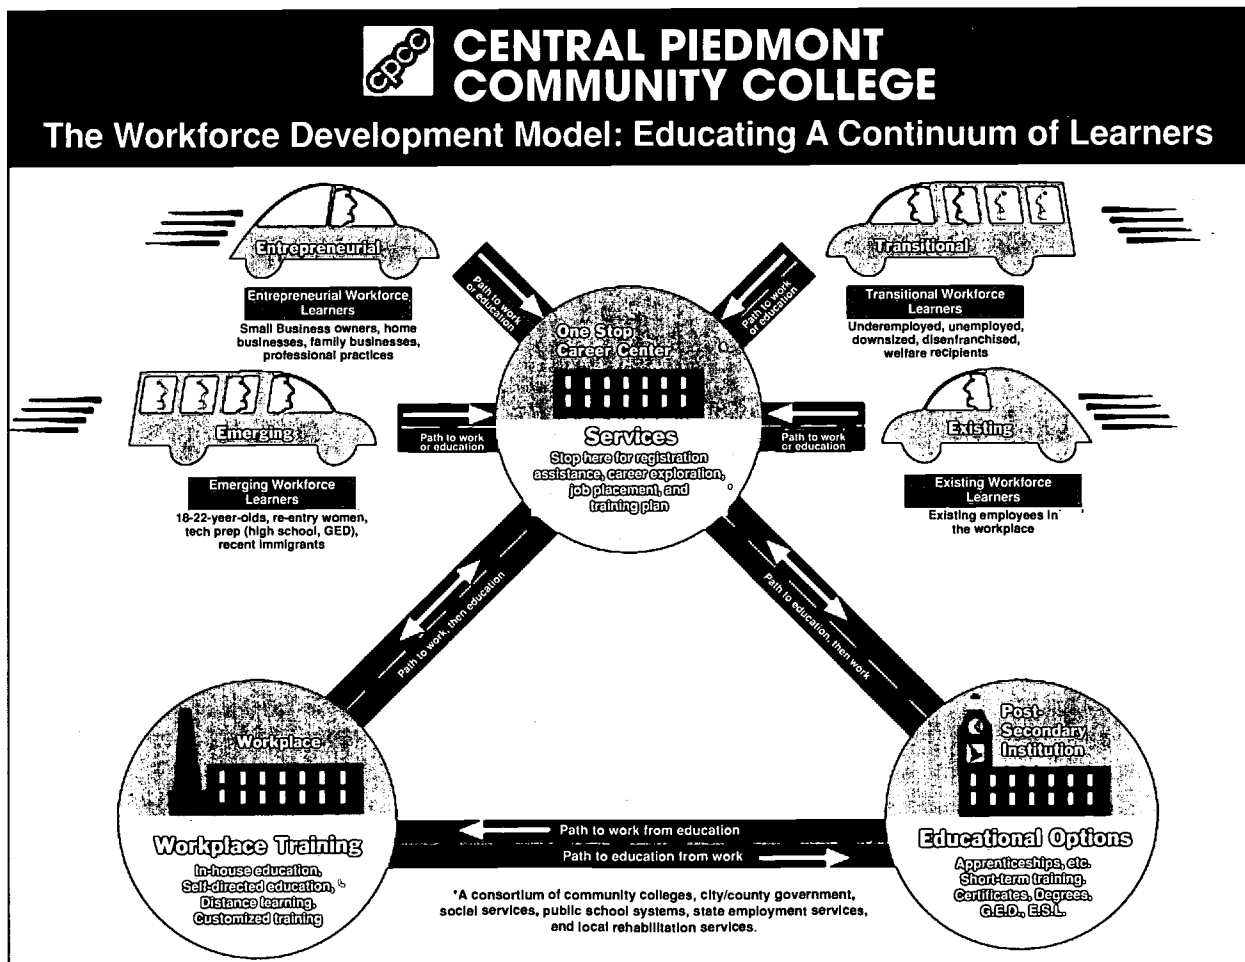 cpcc
CENTRAL PIEDMONT
COMMUNITY COLLEGE
The Workforce Development Model: Educating A Continuum of Learners
Entrepreneurial
Entrepreneurial Workforce
Learners
Small Business owners, home
businesses, family businesses,
professional practices
Path to work
or education
Transitional
Transitional Workforce
Learners
Underemployed, unemployed,
downsized, disenfranchised,
welfare recipients
Path to work
or education
Emerging
Emerging Workforce
Learners
18-22-year-olds, re-entry women,
tech prep (high school, GED),
recent immigrants
Path to work
or education
Existing
Existing Workforce
Learners
Existing employees in
the workplace
Path to work
or education
One Stop
Career Center
Services
Stop here for registration
assistance, career exploration,
job placement, and
training plan
Path to work, then education
Path to education, then work
Workplace
Workplace Training
In-house education,
Self-directed education,
Distance learning,
Customized training
Post-
Secondary
Institution
Educational Options
Apprenticeships, etc.
Short-term training.
Certificates, Degrees,
G.E.D., E.S.L.
Path to work from education
Path to education from work
*A consortium of community colleges, city/county government,
social services, public school systems, state employment services,
and local rehabilitation services.